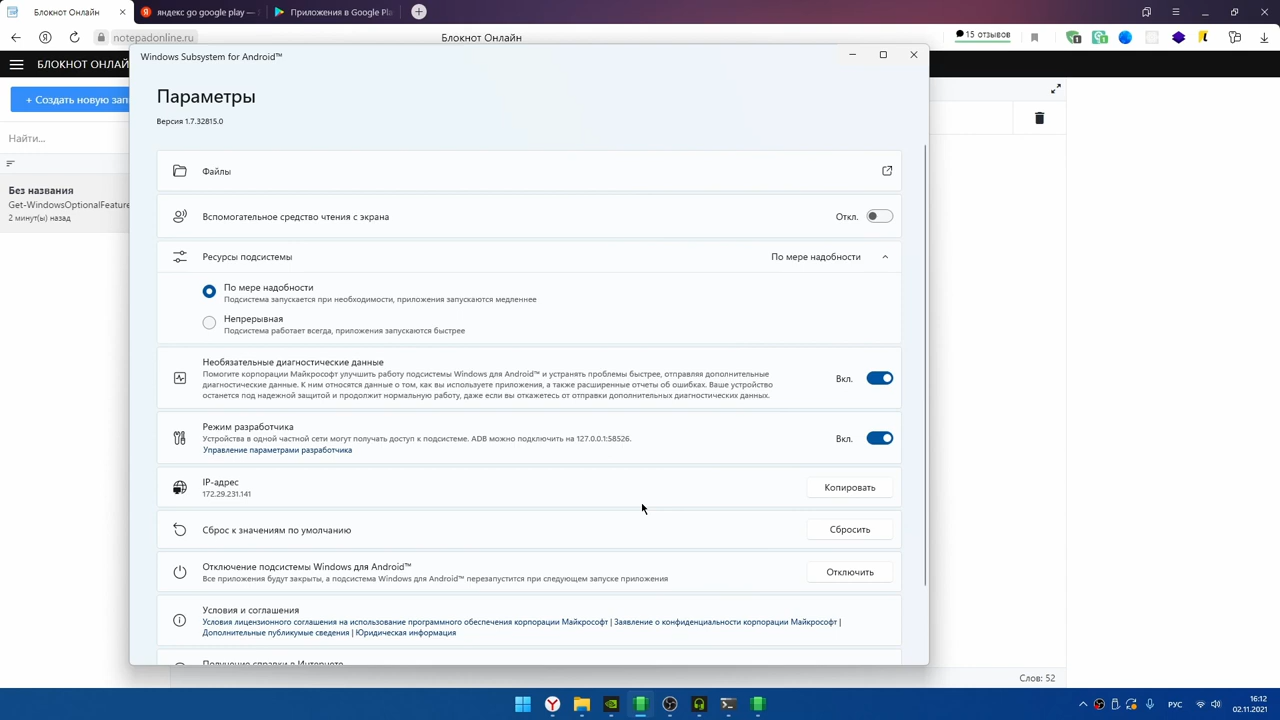 Блокнот Онлайн
яндекс go google play —
Приложения в Google Pla
notepadonline.ru
Блокнот Онлайн
15 отзывов
БЛОКНОТ ОНЛАЙ
+ Создать новую зап
Найти...
Без названия
Get-WindowsOptionalFeature
2 минут(ы) назад
Windows Subsystem for Android™
Параметры
Версия 1.7.32815.0
Файлы
Вспомогательное средство чтения с экрана
Откл.
Ресурсы подсистемы
По мере надобности
По мере надобности
Подсистема запускается при необходимости, приложения запускаются медленнее
Непрерывная
Подсистема работает всегда, приложения запускаются быстрее
Необязательные диагностические данные
Помогите корпорации Майкрософт улучшить работу подсистемы Windows для Android™ и устранять проблемы быстрее, отправляя дополнительные
диагностические данные. К ним относятся данные о том, как вы используете приложения, а также расширенные отчеты об ошибках. Ваше устройство
останется под надежной защитой и продолжит нормальную работу, даже если вы откажетесь от отправки дополнительных диагностических данных.
Вкл.
Режим разработчика
Устройства в одной частной сети могут получать доступ к подсистеме. ADB можно подключить на 127.0.0.1:58526.
Управление параметрами разработчика
Вкл.
IP-адрес
172.29.231.141
Копировать
Сброс к значениям по умолчанию
Сбросить
Отключение подсистемы Windows для Android™
Все приложения будут закрыты, а подсистема Windows для Android™ перезапустится при следующем запуске приложения
Отключить
Условия и соглашения
Условия лицензионного соглашения на использование программного обеспечения корпорации Майкрософт | Заявление о конфиденциальности корпорации Майкрософт |
Дополнительные публикуемые сведения | Юридическая информация
Получение справки в Интернете
Слов: 52
РУС
16:12
02.11.2021